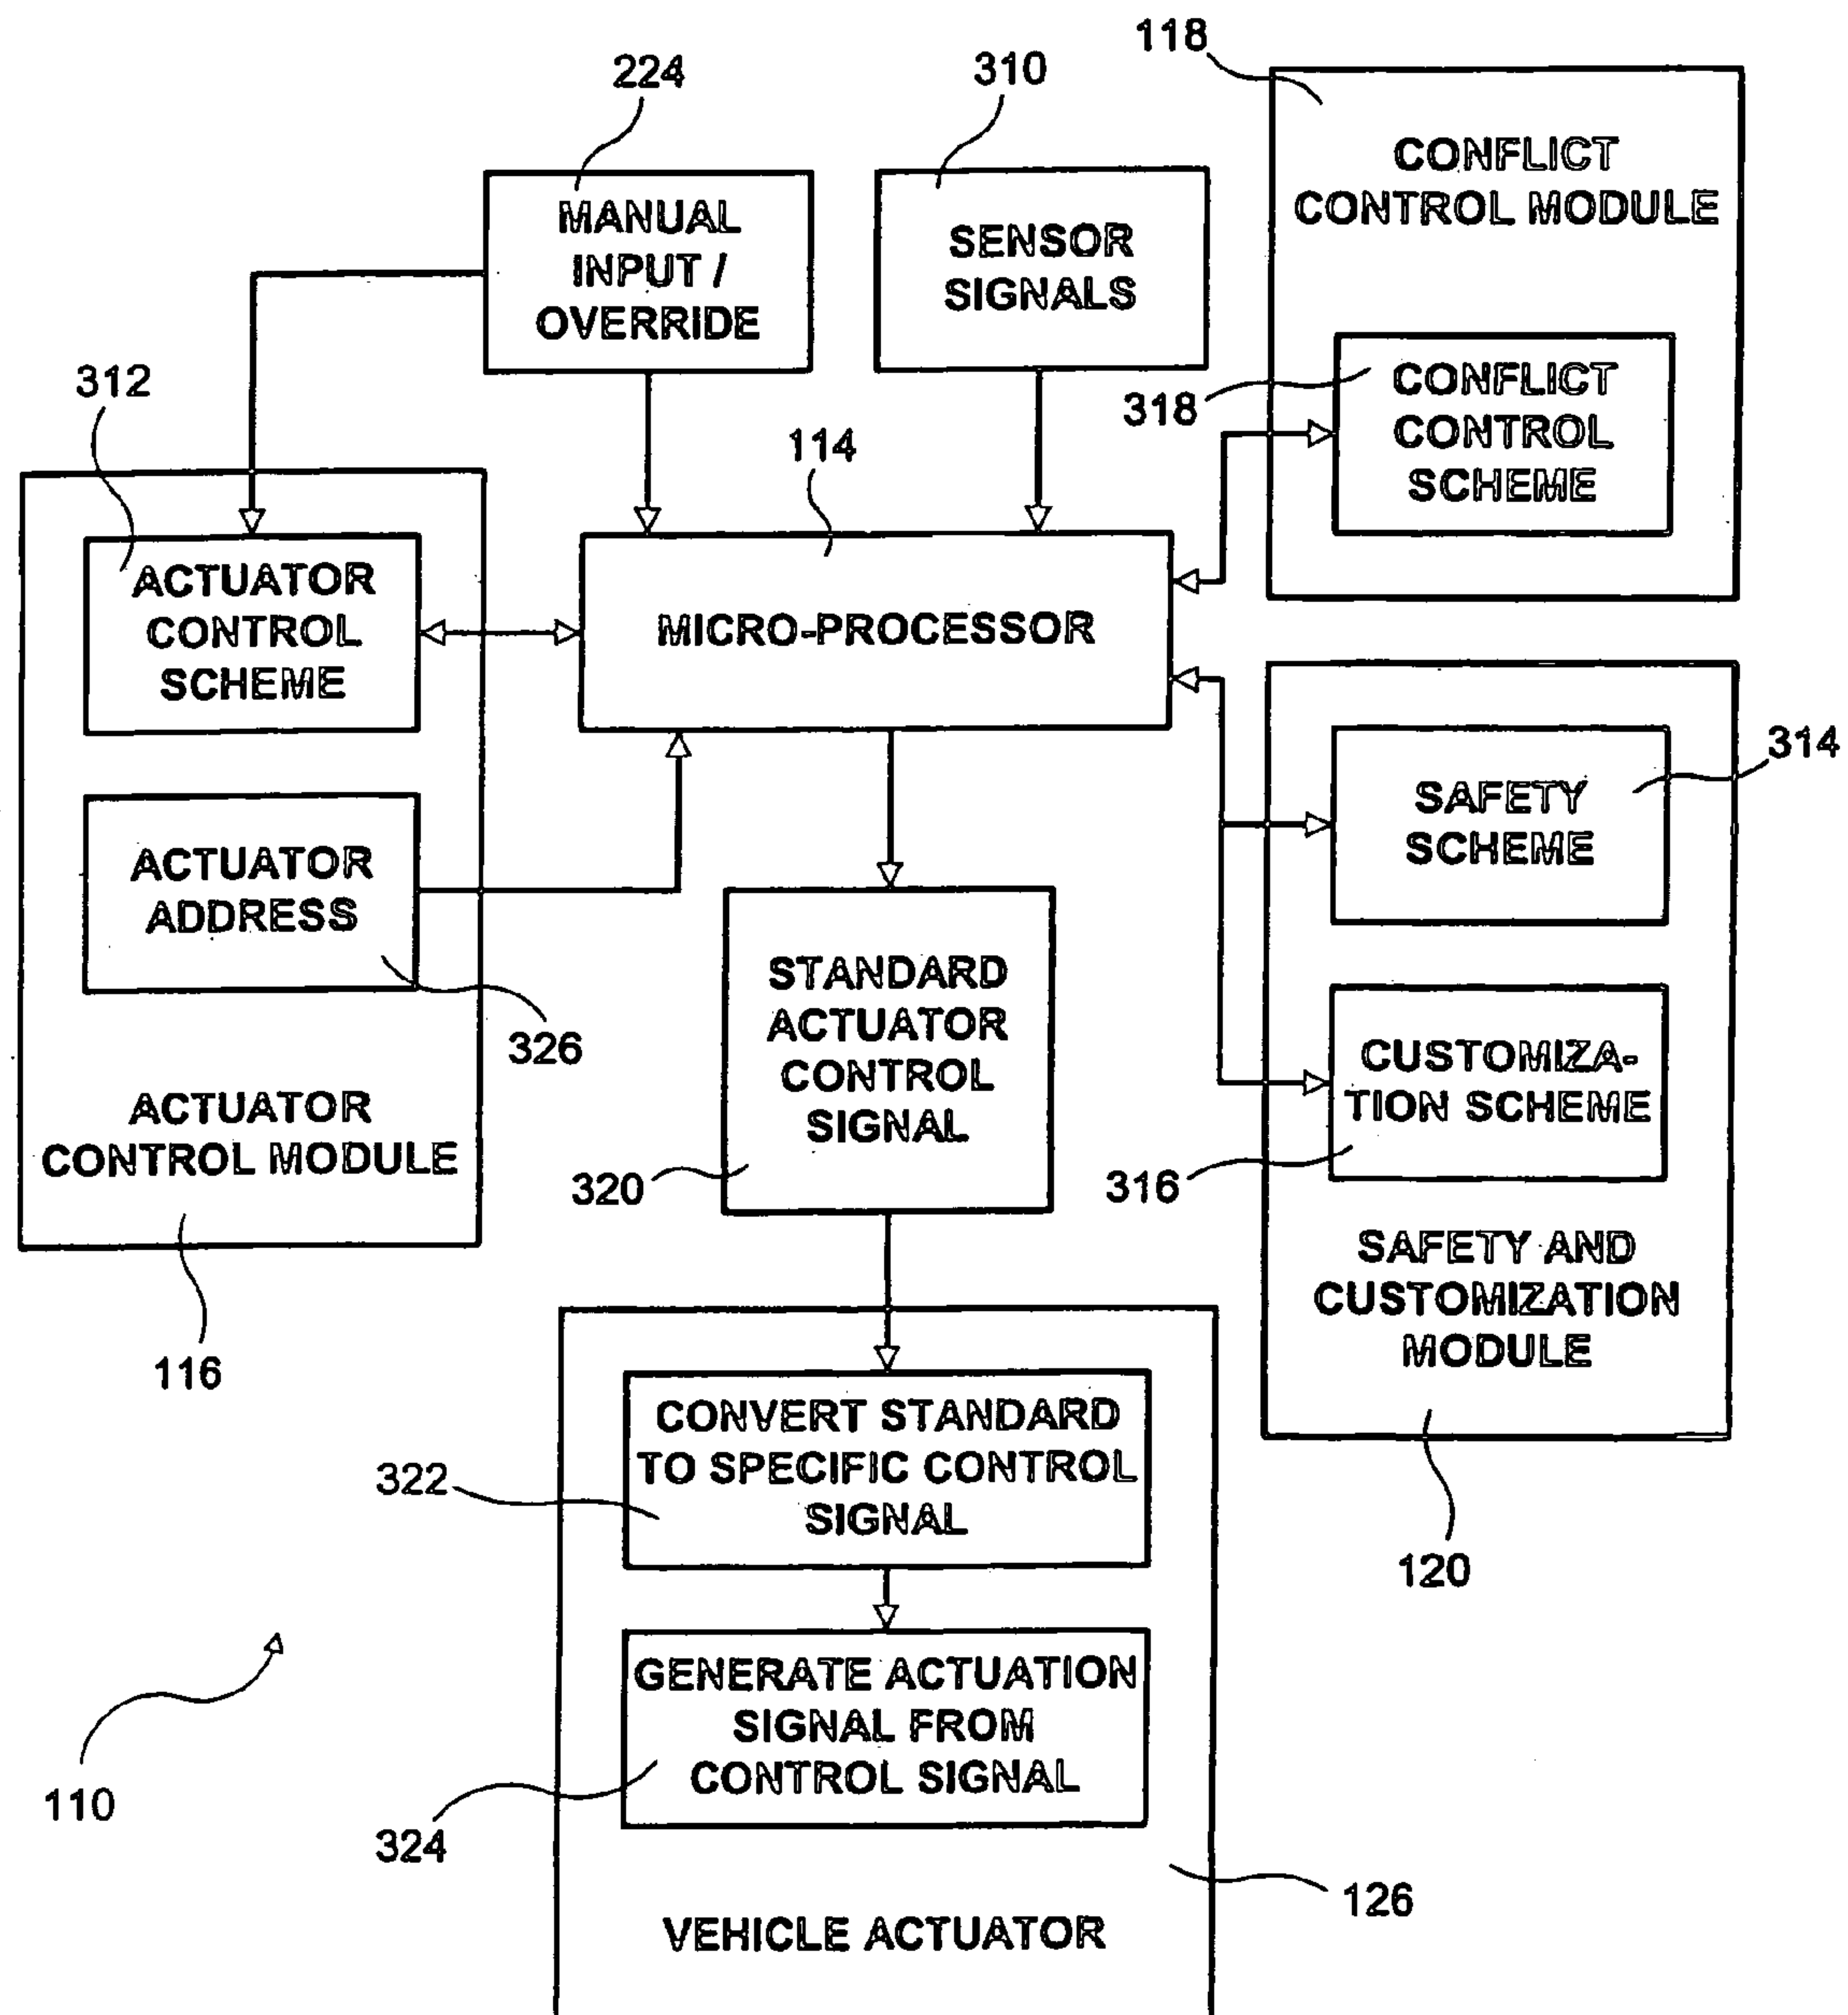 118
224
310
CONFLICT
CONTROL MODULE
MANUAL
INPUT /
OVERRIDE
SENSOR
SIGNALS
312
318
CONFLICT
CONTROL
SCHEME
114
ACTUATOR
CONTROL
SCHEME
MICRO-PROCESSOR
314
SAFETY
SCHEME
ACTUATOR
ADDRESS
326
STANDARD
ACTUATOR
CONTROL
SIGNAL
320
CUSTOMIZA-
TION SCHEME
316
ACTUATOR
CONTROL MODULE
116
SAFETY AND
CUSTOMIZATION
MODULE
120
CONVERT STANDARD
TO SPECIFIC CONTROL
SIGNAL
322
GENERATE ACTUATION
SIGNAL FROM
CONTROL SIGNAL
324
110
126
VEHICLE ACTUATOR